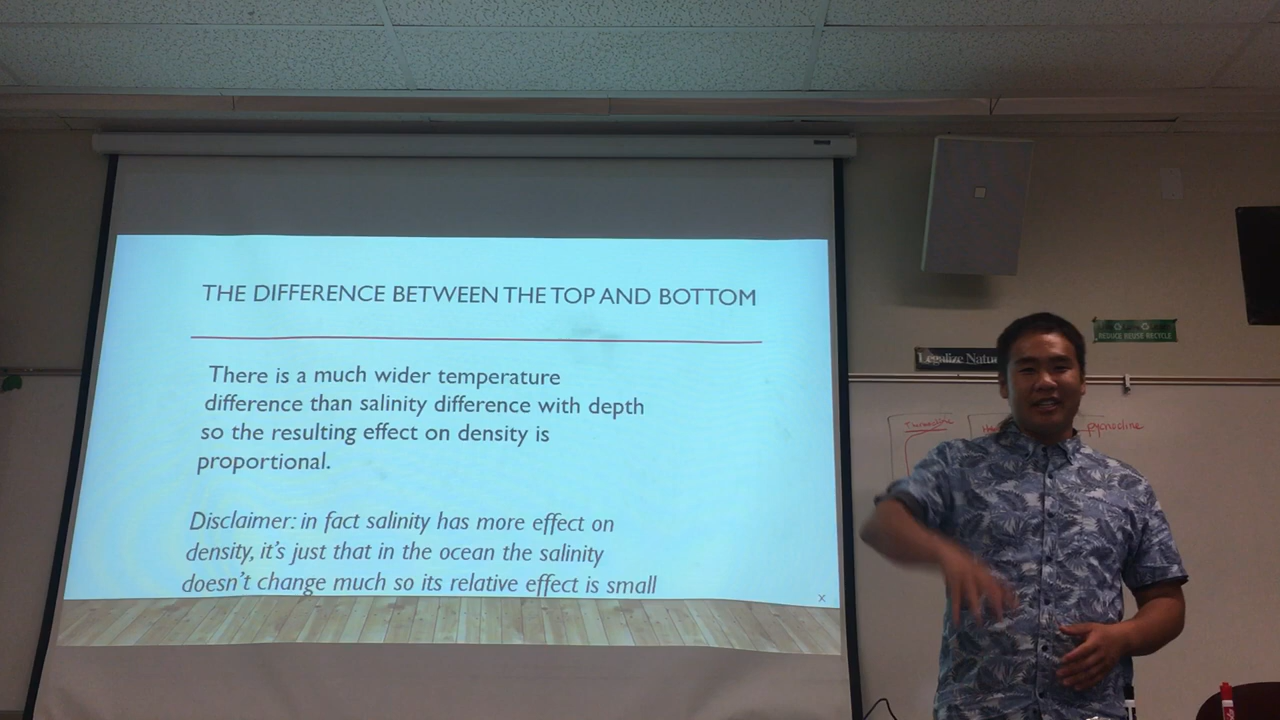 THE DIFFERENCE BETWEEN THE TOP AND BOTTOM
There is a much wider temperature
difference than salinity difference with depth
so the resulting effect on density is
proportional.
Disclaimer: in fact salinity has more effect on
density, it's just that in the ocean the salinity
doesn't change much so its relative effect is small
x
REDUCE REUSE RECYCLE
Legalize
Thermocline
pycnocline